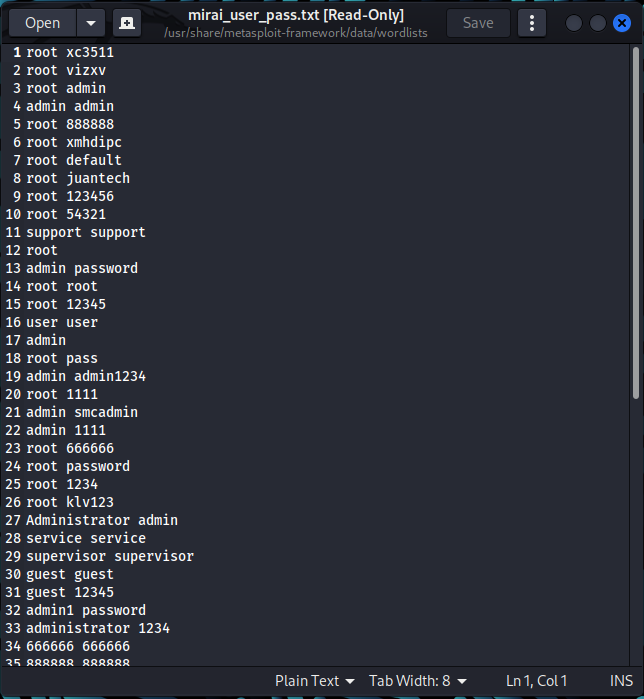 Open
mirai_user_pass.txt [Read-Only]
/usr/share/metasploit-framework/data/wordlists
Save
1 root xc3511
2 root vizxv
3 root admin
4 admin admin
5 root 888888
6 root xmhdipc
7 root default
8 root juantech
9 root 123456
10 root 54321
11 support support
12 root
13 admin password
14 root root
15 root 12345
16 user user
17 admin
18 root pass
19 admin admin1234
20 root 1111
21 admin smcadmin
22 admin 1111
23 root 666666
24 root password
25 root 1234
26 root klv123
27 Administrator admin
28 service service
29 supervisor supervisor
30 guest guest
31 guest 12345
32 admin1 password
33 administrator 1234
34 666666 666666
35 888888 888888
Plain Text Tab Width: 8 Ln 1, Col 1 INS